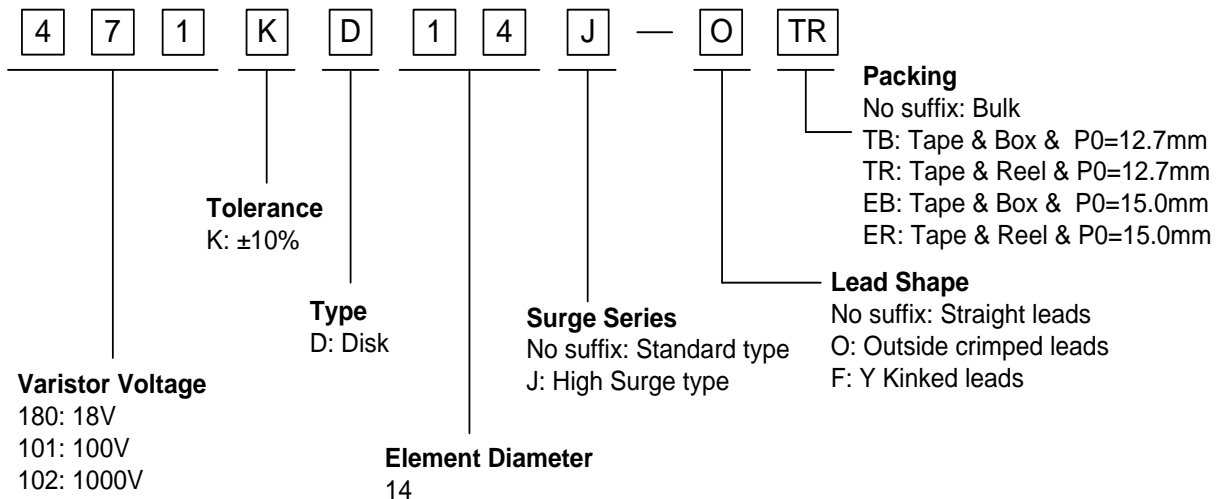 4 7 1 K D 1 4 J — O TR
Packing
No suffix: Bulk
TB: Tape & Box & P0=12.7mm
TR: Tape & Reel & P0=12.7mm
EB: Tape & Box & P0=15.0mm
ER: Tape & Reel & P0=15.0mm
Tolerance
K: ±10%
Lead Shape
No suffix: Straight leads
O: Outside crimped leads
F: Y Kinked leads
Type
D: Disk
Surge Series
No suffix: Standard type
J: High Surge type
Varistor Voltage
180: 18V
101: 100V
102: 1000V
Element Diameter
14